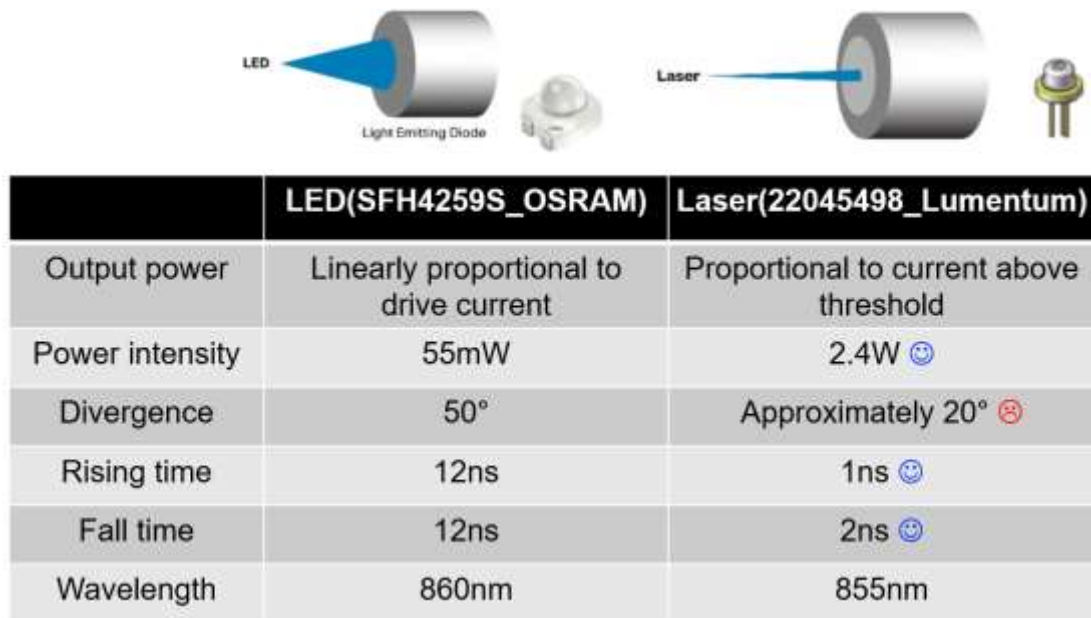 LED
Light Emitting Diode
Laser
LED(SFH4259S_OSRAM) Laser(22045498_Lumentum)
Output power Linearly proportional to drive current Proportional to current above threshold
Power intensity 55mW 2.4W ☺
Divergence 50° Approximately 20° ☹
Rising time 12ns 1ns ☺
Fall time 12ns 2ns ☺
Wavelength 860nm 855nm